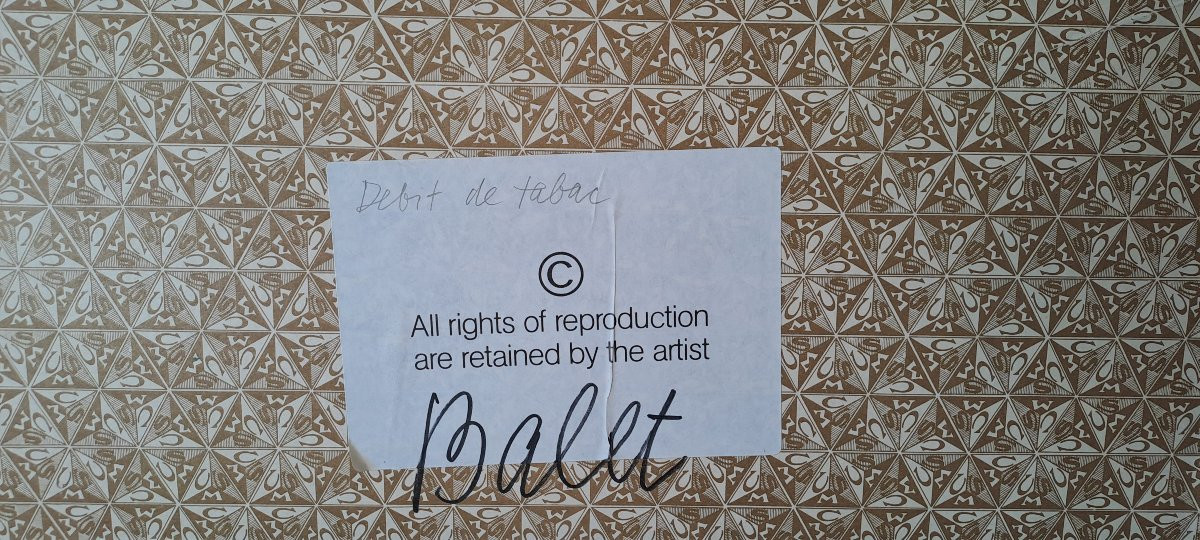 Debit de tabac
©
All rights of reproduction
are retained by the artist
Balet